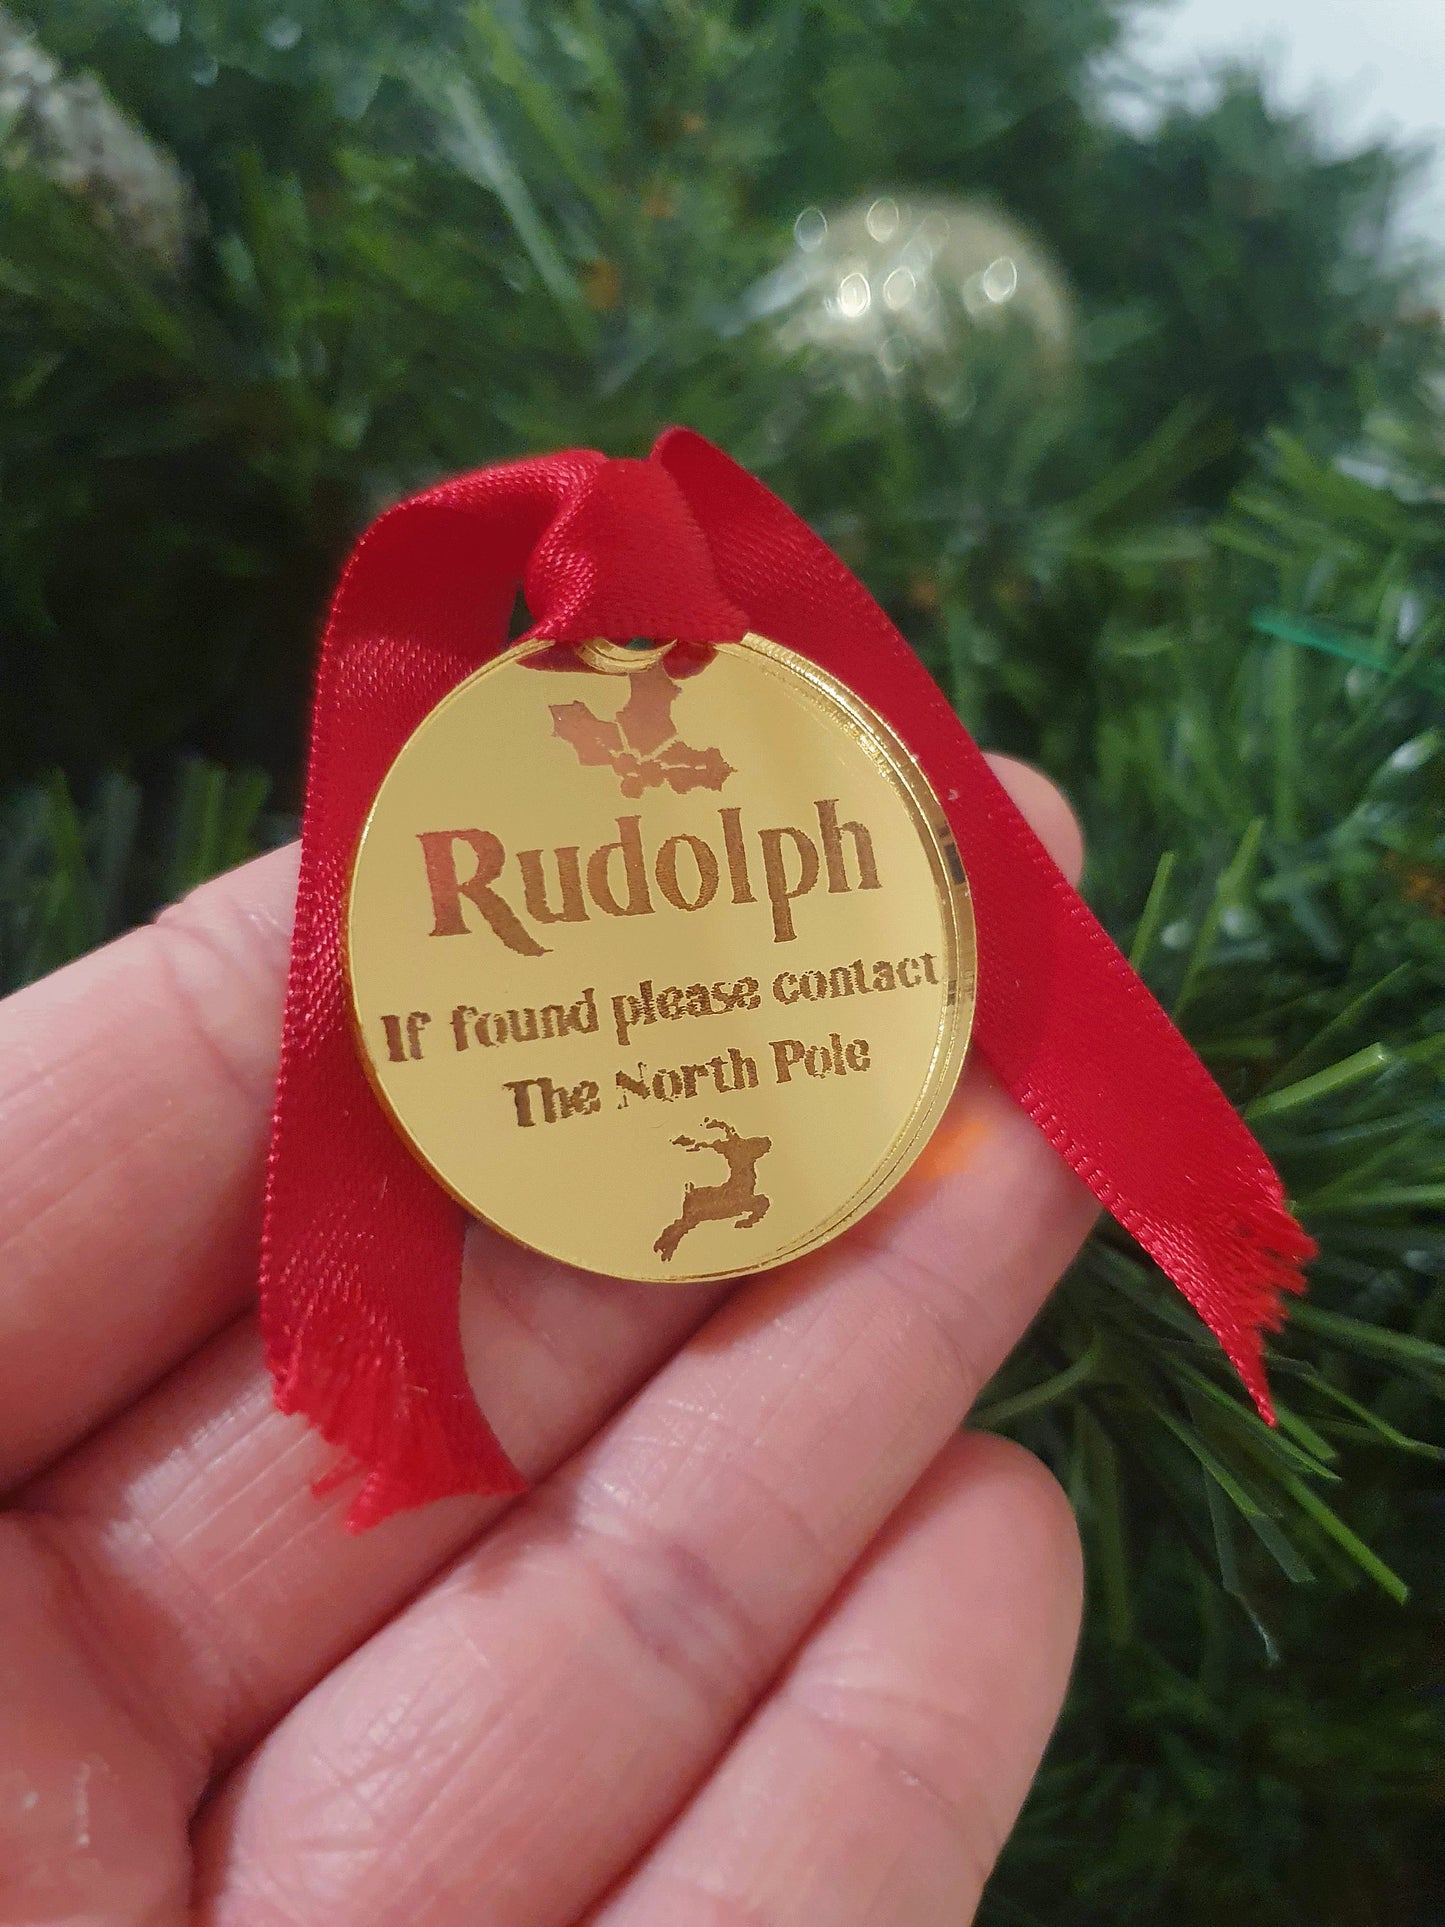 Rudolph
If found please contact
The North Pole